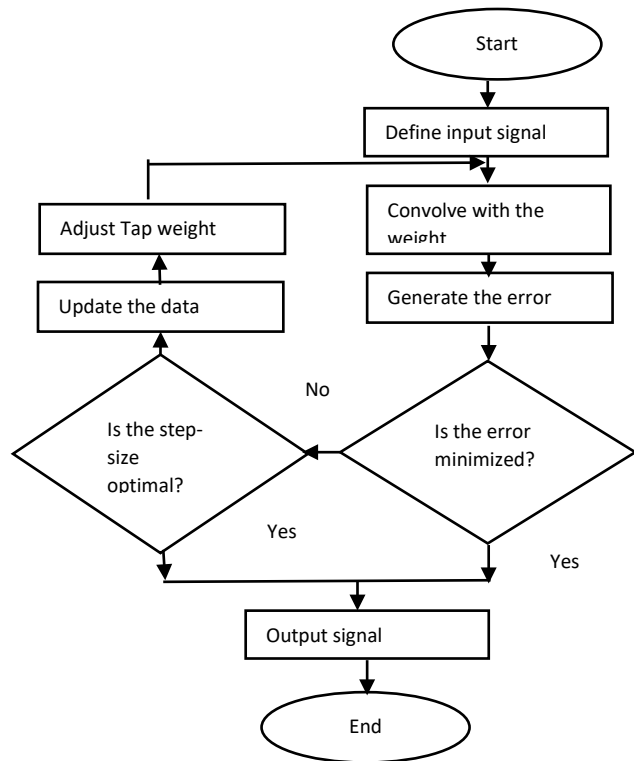 Start
Define input signal
Adjust Tap weight
Convolve with the
weight
Update the data
Generate the error
No
Is the step-
size
optimal?
Is the error
minimized?
Yes
Yes
Output signal
End